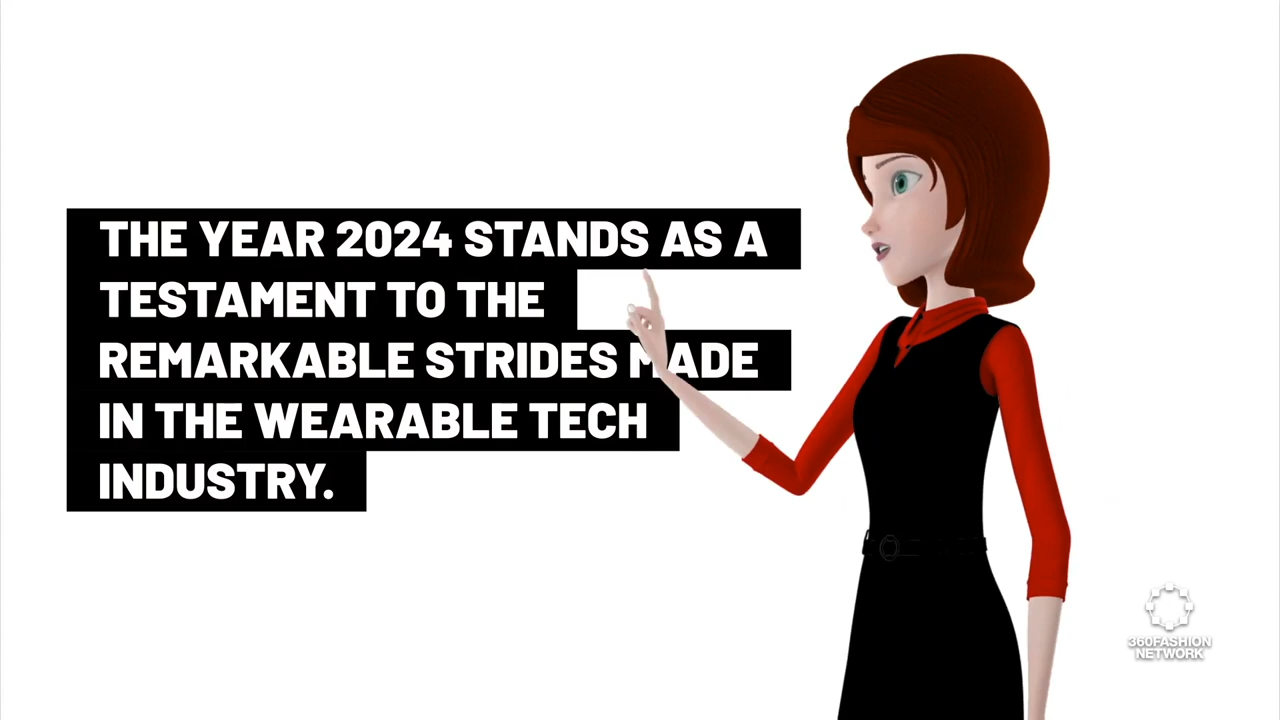 THE YEAR 2024 STANDS AS A
TESTAMENT TO THE
REMARKABLE STRIDES MADE
IN THE WEARABLE TECH
INDUSTRY.
360FASHION
NETWORK